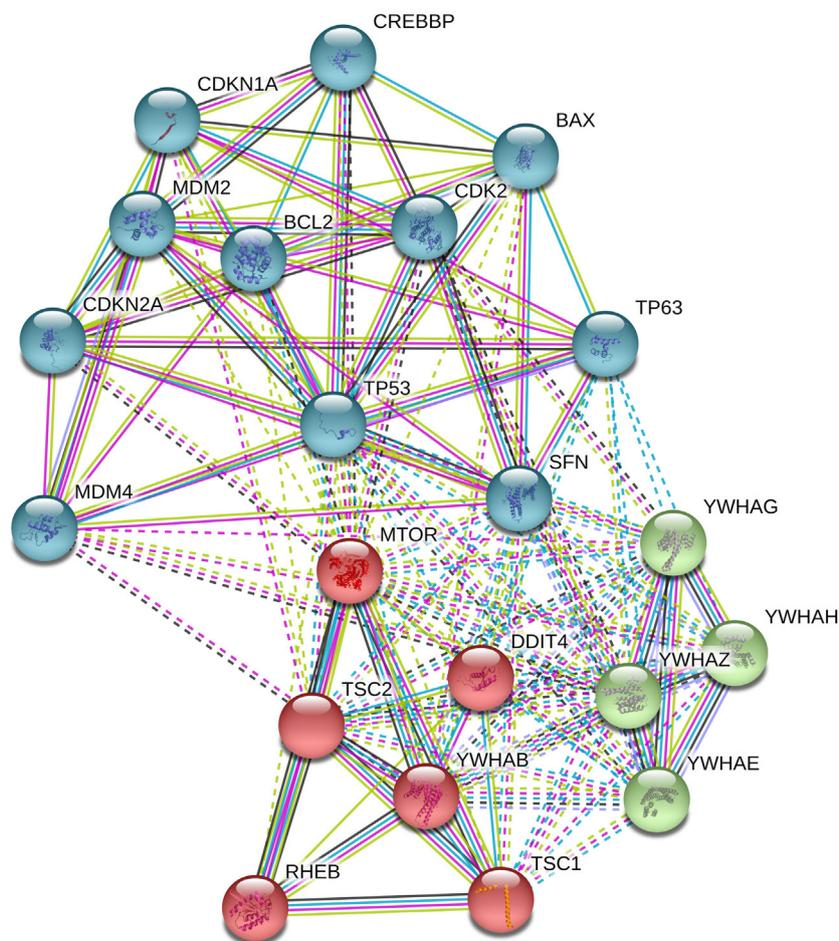 CREBBP
CDKN1A
BAX
MDM2
CDK2
BCL2
CDKN2A
TP63
TP53
SFN
MDM4
YWHAG
MTOR
YWHAH
DDIT4
YWHAZ
TSC2
YWHAB
YWHAE
TSC1
RHEB